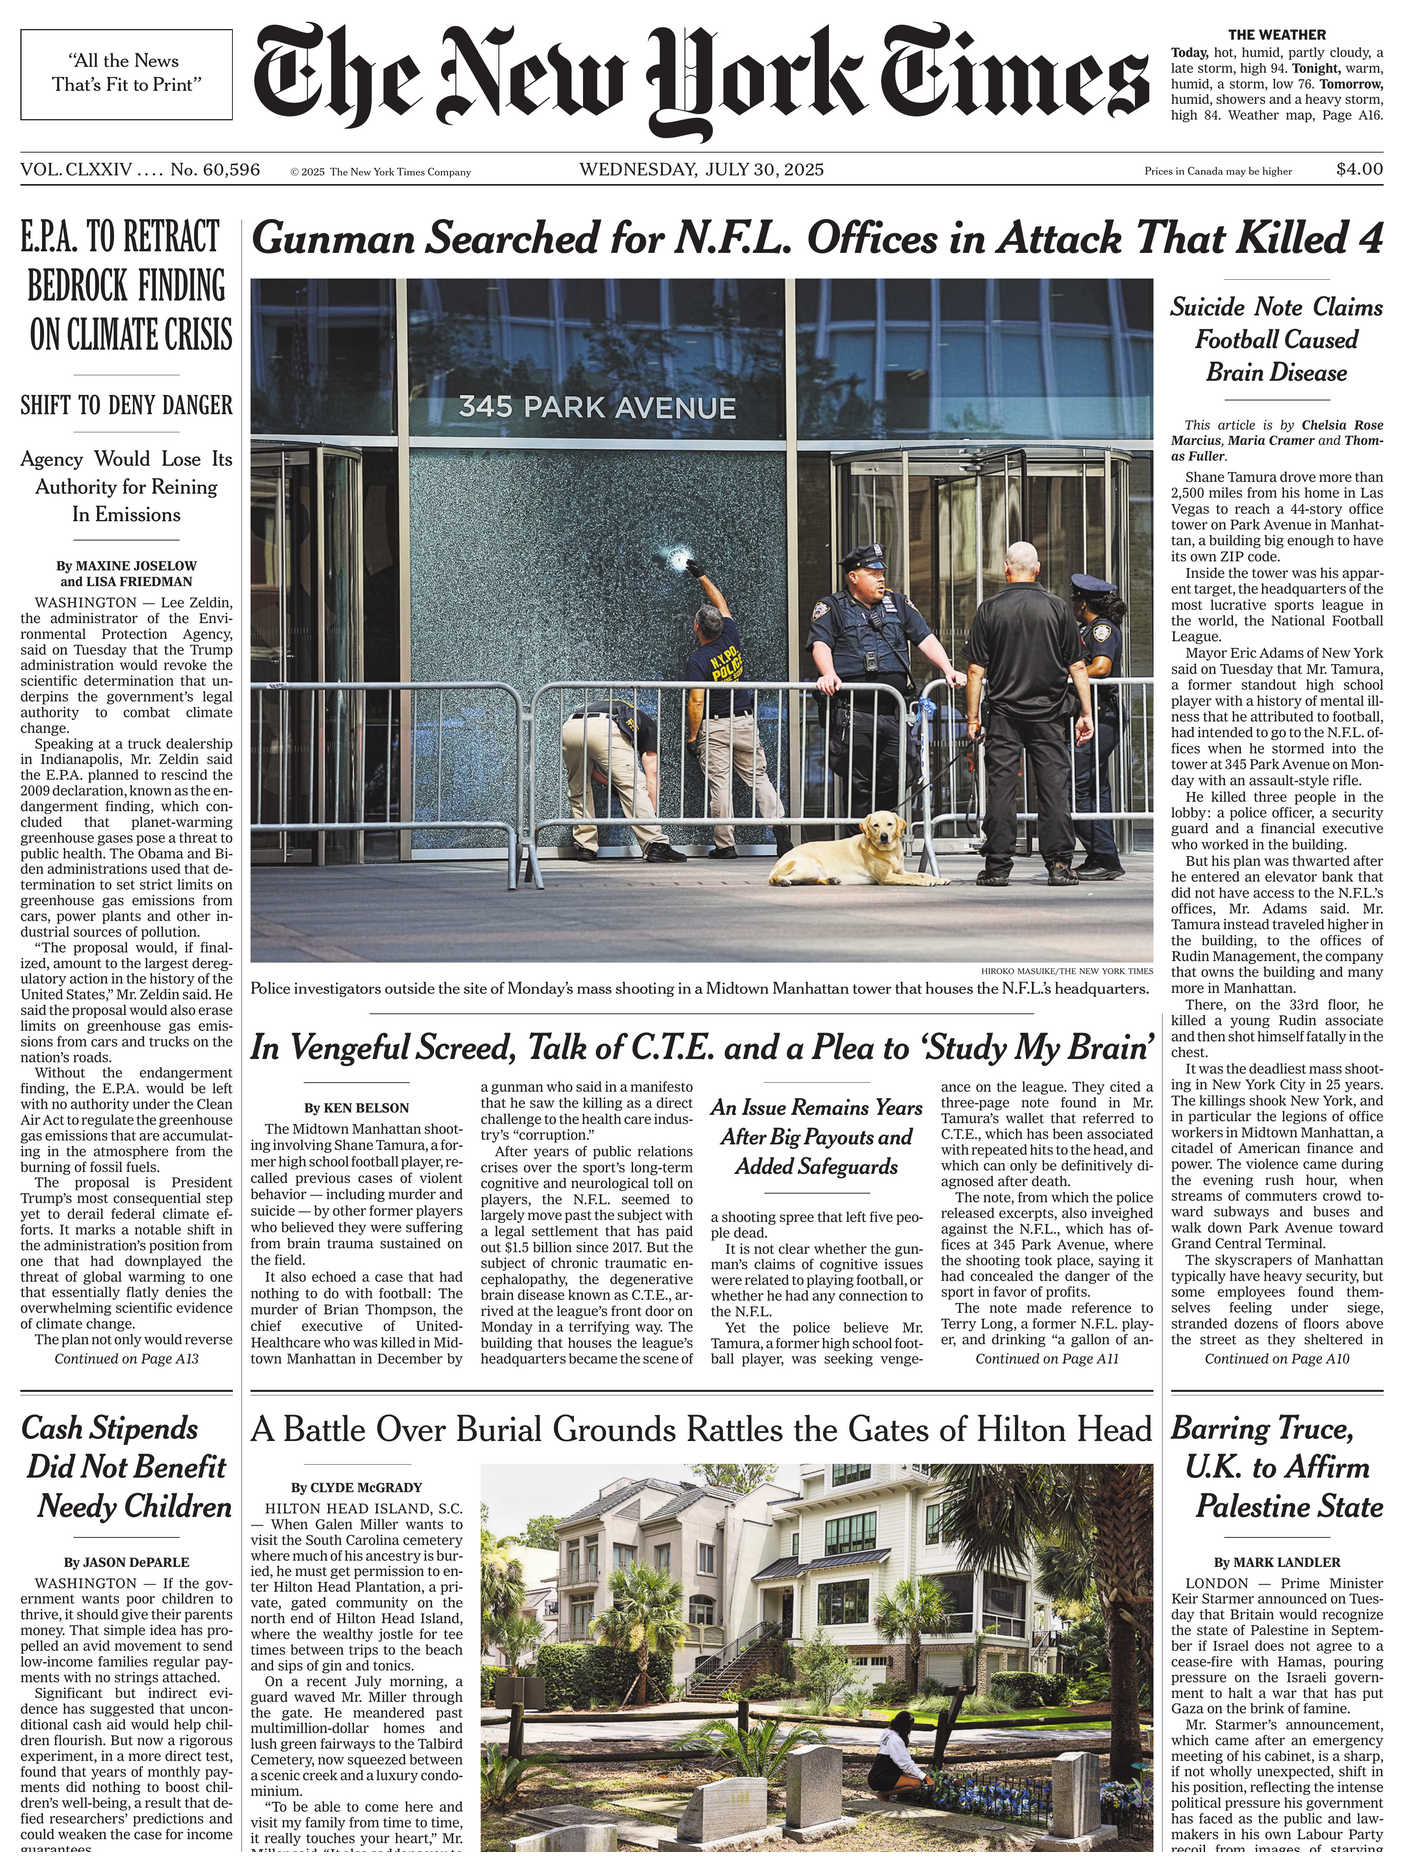 “All the News
That’s Fit to Print”
The New York Times
THE WEATHER
Today, hot, humid, partly cloudy, a
late storm, high 94. Tonight, warm,
humid, a storm, low 76. Tomorrow,
humid, showers and a heavy storm,
high 84. Weather map, Page A16.
VOL. CLXXIV .... No. 60,596
© 2025 The New York Times Company
WEDNESDAY, JULY 30, 2025
Prices in Canada may be higher
$4.00
E.P.A. TO RETRACT
BEDROCK FINDING
ON CLIMATE CRISIS
SHIFT TO DENY DANGER
Agency Would Lose Its
Authority for Reining
In Emissions
By MAXINE JOSELOW
and LISA FRIEDMAN
WASHINGTON — Lee Zeldin,
the administrator of the Envi-
ronmental Protection Agency,
said on Tuesday that the Trump
administration would revoke the
scientific determination that un-
derpins the government’s legal
authority to combat climate
change.
Speaking at a truck dealership
in Indianapolis, Mr. Zeldin said
the E.P.A. planned to rescind the
2009 declaration, known as the en-
dangerment finding, which con-
cluded that planet-warming
greenhouse gases pose a threat to
public health. The Obama and Bi-
den administrations used that de-
termination to set strict limits on
greenhouse gas emissions from
cars, power plants and other in-
dustrial sources of pollution.
“The proposal would, if final-
ized, amount to the largest dereg-
ulatory action in the history of the
United States,” Mr. Zeldin said. He
said the proposal would also erase
limits on greenhouse gas emis-
sions from cars and trucks on the
nation’s roads.
Without the endangerment
finding, the E.P.A. would be left
with no authority under the Clean
Air Act to regulate the greenhouse
gas emissions that are accumulat-
ing in the atmosphere from the
burning of fossil fuels.
The proposal is President
Trump’s most consequential step
yet to derail federal climate ef-
forts. It marks a notable shift in
the administration’s position from
one that had downplayed the
threat of global warming to one
that essentially flatly denies the
overwhelming scientific evidence
of climate change.
The plan not only would reverse
Continued on Page A13
Gunman Searched for N.F.L. Offices in Attack That Killed 4
345 PARK AVENUE
N.Y.P.D.
POLICE
HIROKO MASUIKE/THE NEW YORK TIMES
Police investigators outside the site of Monday’s mass shooting in a Midtown Manhattan tower that houses the N.F.L.’s headquarters.
Suicide Note Claims
Football Caused
Brain Disease
This article is by Chelsia Rose
Marcius, Maria Cramer and Thom-
as Fuller.
Shane Tamura drove more than
2,500 miles from his home in Las
Vegas to reach a 44-story office
tower on Park Avenue in Manhat-
tan, a building big enough to have
its own ZIP code.
Inside the tower was his appar-
ent target, the headquarters of the
most lucrative sports league in
the world, the National Football
League.
Mayor Eric Adams of New York
said on Tuesday that Mr. Tamura,
a former standout high school
player with a history of mental ill-
ness that he attributed to football,
had intended to go to the N.F.L. of-
fices when he stormed into the
tower at 345 Park Avenue on Mon-
day with an assault-style rifle.
He killed three people in the
lobby: a police officer, a security
guard and a financial executive
who worked in the building.
But his plan was thwarted after
he entered an elevator bank that
did not have access to the N.F.L.’s
offices, Mr. Adams said. Mr.
Tamura instead traveled higher in
the building, to the offices of
Rudin Management, the company
that owns the building and many
more in Manhattan.
There, on the 33rd floor, he
killed a young Rudin associate
and then shot himself fatally in the
chest.
It was the deadliest mass shoot-
ing in New York City in 25 years.
The killings shook New York, and
in particular the legions of office
workers in Midtown Manhattan, a
citadel of American finance and
power. The violence came during
the evening rush hour, when
streams of commuters crowd to-
ward subways and buses and
walk down Park Avenue toward
Grand Central Terminal.
The skyscrapers of Manhattan
typically have heavy security, but
some employees found them-
selves feeling under siege,
stranded dozens of floors above
the street as they sheltered in
Continued on Page A10
In Vengeful Screed, Talk of C.T.E. and a Plea to ‘Study My Brain’
By KEN BELSON
The Midtown Manhattan shoot-
ing involving Shane Tamura, a for-
mer high school football player, re-
called previous cases of violent
behavior — including murder and
suicide — by other former players
who believed they were suffering
from brain trauma sustained on
the field.
It also echoed a case that had
nothing to do with football: The
murder of Brian Thompson, the
chief executive of United-
Healthcare who was killed in Mid-
town Manhattan in December by
a gunman who said in a manifesto
that he saw the killing as a direct
challenge to the health care indus-
try’s “corruption.”
After years of public relations
crises over the sport’s long-term
cognitive and neurological toll on
players, the N.F.L. seemed to
largely move past the subject with
a legal settlement that has paid
out $1.5 billion since 2017. But the
subject of chronic traumatic en-
cephalopathy, the degenerative
brain disease known as C.T.E., ar-
rived at the league’s front door on
Monday in a terrifying way. The
building that houses the league’s
headquarters became the scene of
An Issue Remains Years
After Big Payouts and
Added Safeguards
a shooting spree that left five peo-
ple dead.
It is not clear whether the gun-
man’s claims of cognitive issues
were related to playing football, or
whether he had any connection to
the N.F.L.
Yet the police believe Mr.
Tamura, a former high school foot-
ball player, was seeking venge-
ance on the league. They cited a
three-page note found in Mr.
Tamura’s wallet that referred to
C.T.E., which has been associated
with repeated hits to the head, and
which can only be definitively di-
agnosed after death.
The note, from which the police
released excerpts, also inveighed
against the N.F.L., which has of-
fices at 345 Park Avenue, where
the shooting took place, saying it
had concealed the danger of the
sport in favor of profits.
The note made reference to
Terry Long, a former N.F.L. play-
er, and drinking “a gallon of an-
Continued on Page A11
Cash Stipends
Did Not Benefit
Needy Children
By JASON DePARLE
WASHINGTON — If the gov-
ernment wants poor children to
thrive, it should give their parents
money. That simple idea has pro-
pelled an avid movement to send
low-income families regular pay-
ments with no strings attached.
Significant but indirect evi-
dence has suggested that uncon-
ditional cash aid would help chil-
dren flourish. But now a rigorous
experiment, in a more direct test,
found that years of monthly pay-
ments did nothing to boost chil-
dren’s well-being, a result that de-
fied researchers’ predictions and
could weaken the case for income
guarantees.
A Battle Over Burial Grounds Rattles the Gates of Hilton Head
By CLYDE McGRADY
HILTON HEAD ISLAND, S.C.
— When Galen Miller wants to
visit the South Carolina cemetery
where much of his ancestry is bur-
ied, he must get permission to en-
ter Hilton Head Plantation, a pri-
vate, gated community on the
north end of Hilton Head Island,
where the wealthy jostle for tee
times between trips to the beach
and sips of gin and tonics.
On a recent July morning, a
guard waved Mr. Miller through
the gate. He meandered past
multimillion-dollar homes and
lush green fairways to the Talbird
Cemetery, now squeezed between
a scenic creek and a luxury condo-
minium.
“To be able to come here and
visit my family from time to time,
it really touches your heart,” Mr.
Barring Truce,
U.K. to Affirm
Palestine State
By MARK LANDLER
LONDON — Prime Minister
Keir Starmer announced on Tues-
day that Britain would recognize
the state of Palestine in Septem-
ber if Israel does not agree to a
cease-fire with Hamas, pouring
pressure on the Israeli govern-
ment to halt a war that has put
Gaza on the brink of famine.
Mr. Starmer’s announcement,
which came after an emergency
meeting of his cabinet, is a sharp,
if not wholly unexpected, shift in
his position, reflecting the intense
political pressure his government
has faced as the public and law-
makers in his own Labour Party
recoil from images of starving